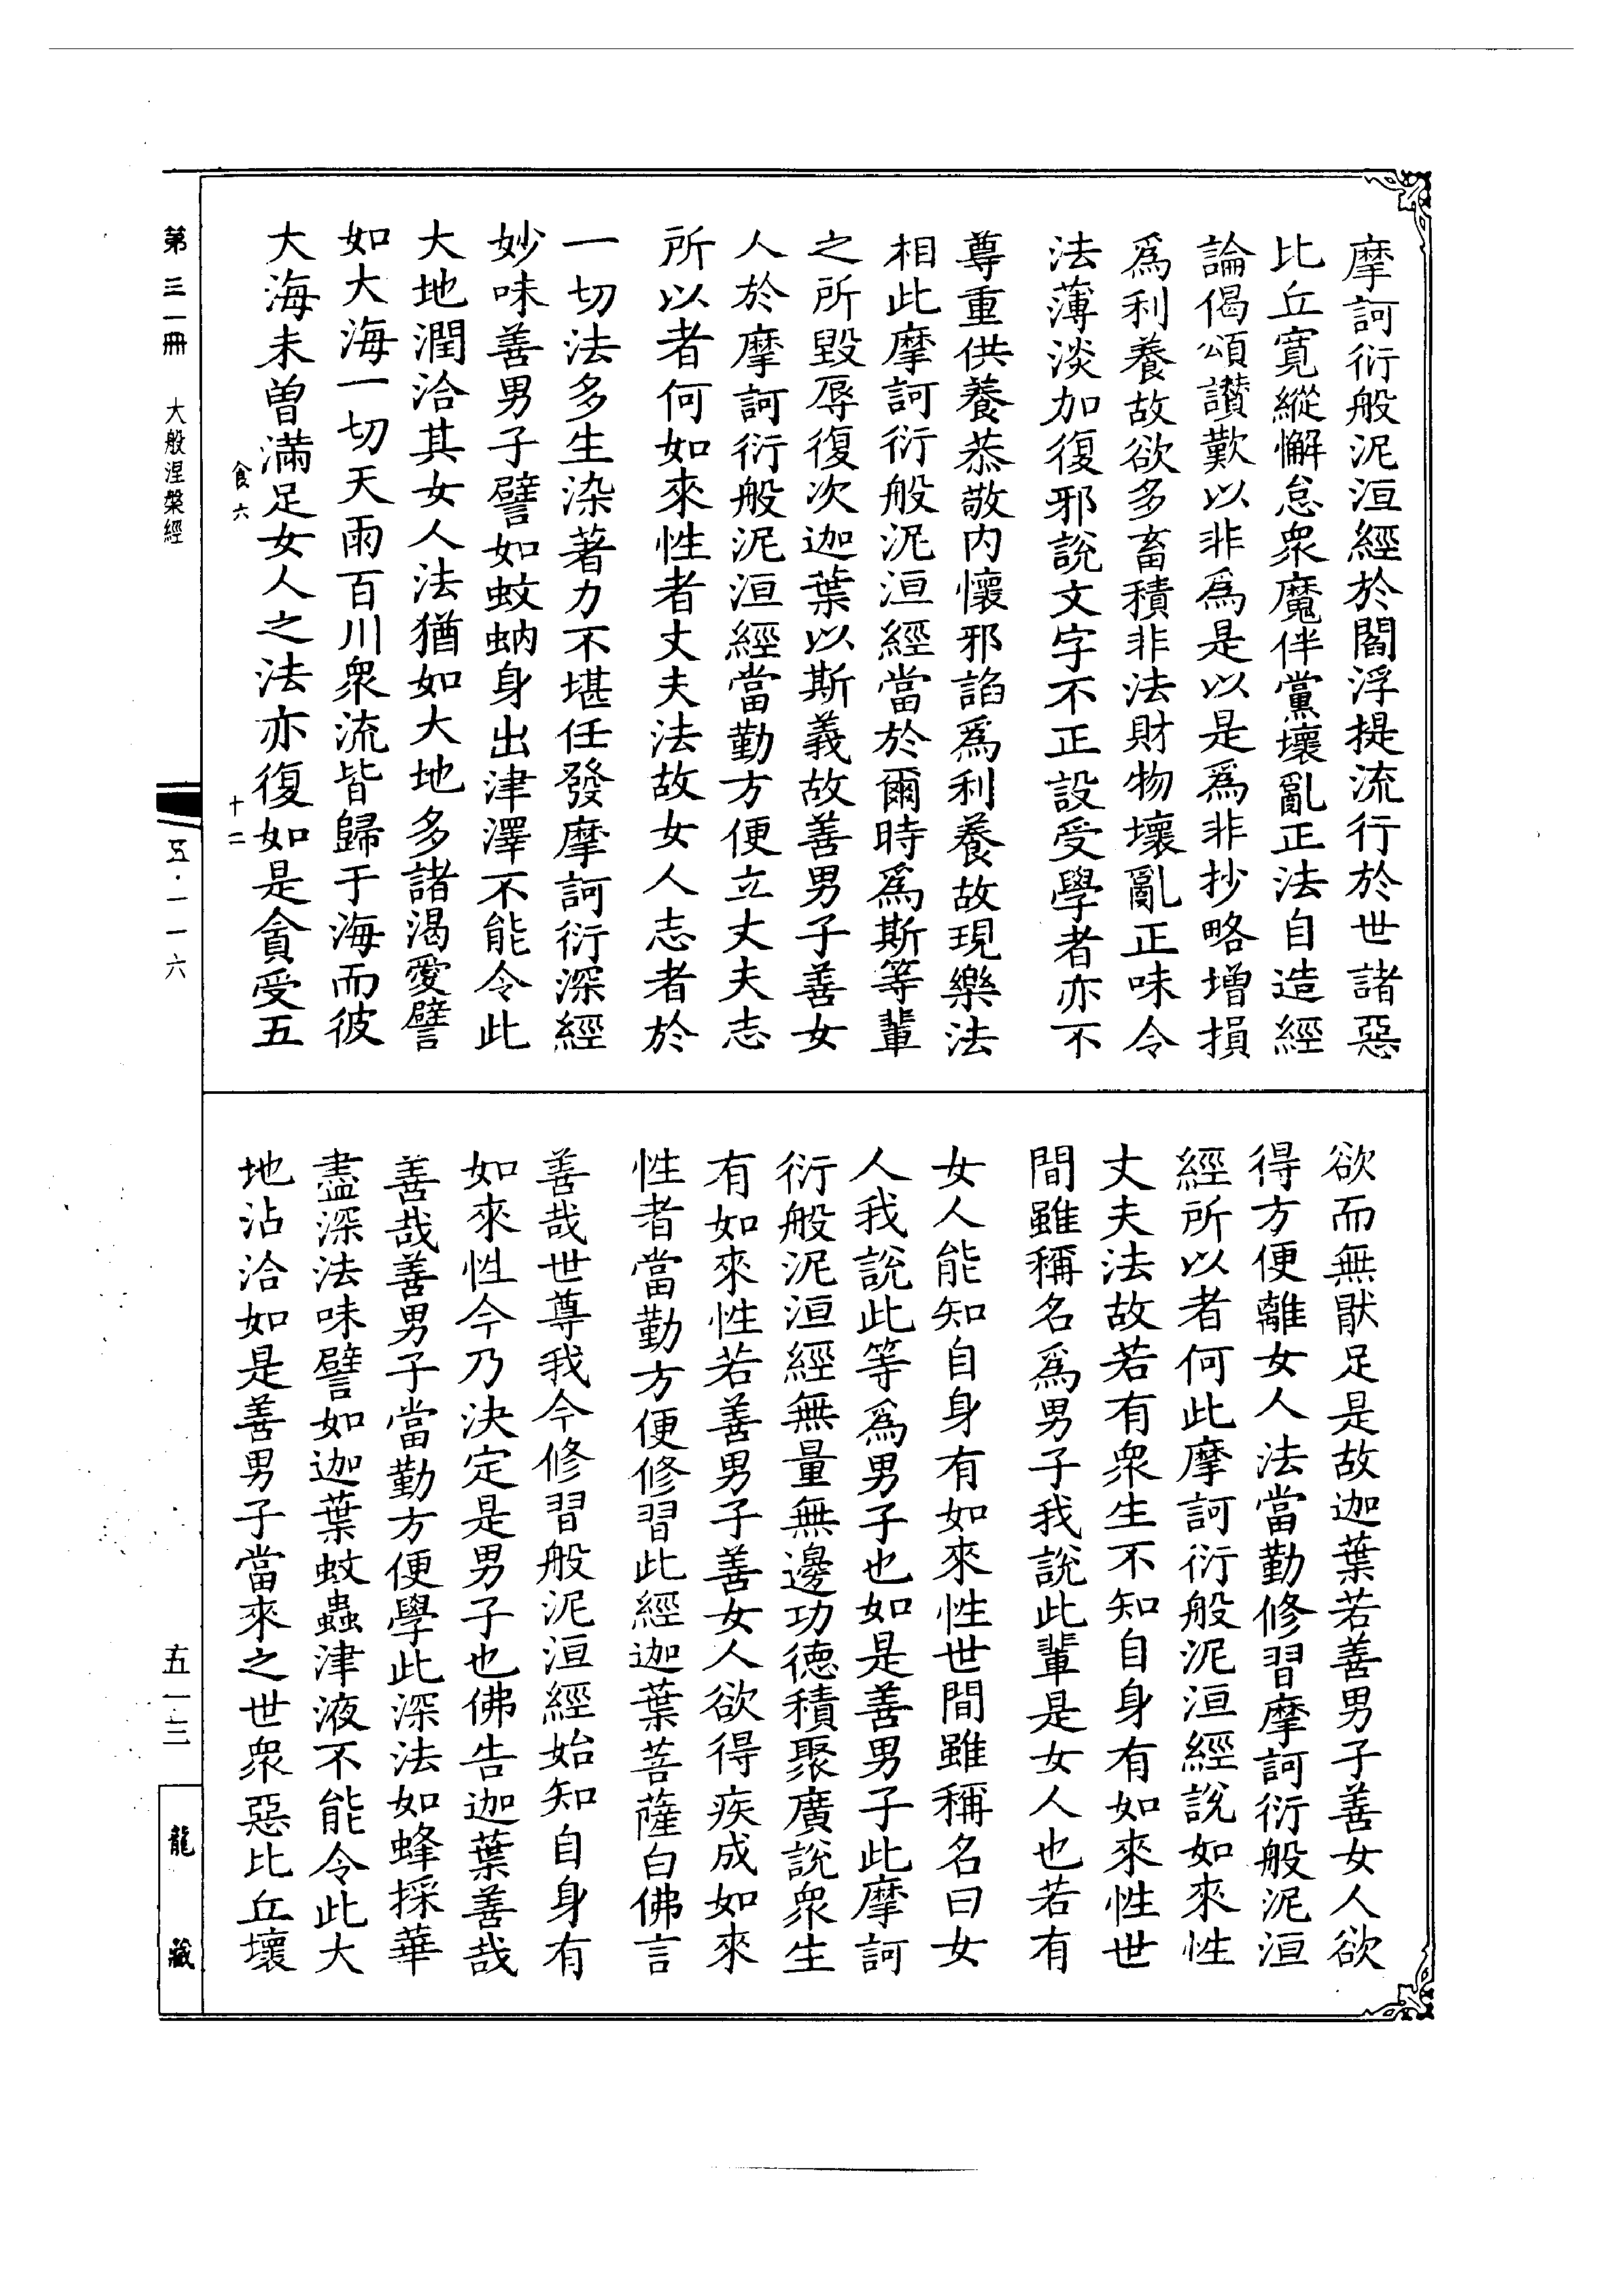 摩訶衍般泥洹經於閻浮提流行於世諸惡
比丘寬縱懈怠眾魔伴黨壞亂正法自造經
論偈頌讚歎以非爲是以是爲非抄略增損
爲利養故欲多畜積非法財物壞亂正味令
法薄淡加復邪說文字不正設受學者亦不
尊重供養恭敬內懷邪諂爲利養故現樂法
相此摩訶衍般泥洹經當於爾時爲斯等輩
之所毀辱復次迦葉以斯義故善男子善女
人於摩訶衍般泥洹經當勤方便立丈夫志
所以者何如來性者丈夫法故女人志者於
一切法多生染著力不堪任發摩訶衍深經
妙味善男子譬如蚊蚋身出津澤不能令此
大地潤洽其女人法猶如大地多諸渴愛譬
如大海一切天雨百川眾流皆歸于海而彼
大海未曾滿足女人之法亦復如是貪受五
食六
十二
欲而無猒足是故迦葉若善男子善女人欲
得方便離女人法當勤修習摩訶衍般泥洹
經所以者何此摩訶衍般泥洹經說如來性
丈夫法故若有眾生不知自身有如來性世
間雖稱名爲男子我說此輩是女人也若有
女人能知自身有如來性世間雖稱名曰女
人我說此等爲男子也如是善男子此摩訶
衍般泥洹經無量無邊功德積聚廣說眾生
有如來性若善男子善女人欲得疾成如來
性者當勤方便修習此經迦葉菩薩白佛言
善哉世尊我今修習般泥洹經始知自身有
如來性今乃決定是男子也佛告迦葉善哉
善哉善男子當勤方便學此深法如蜂採華
盡深法味譬如迦葉蚊蟲津液不能令此大
地沾洽如是善男子當來之世眾惡比丘壞
第三一冊
大般涅槃經
五·一一六
五一三
龍藏